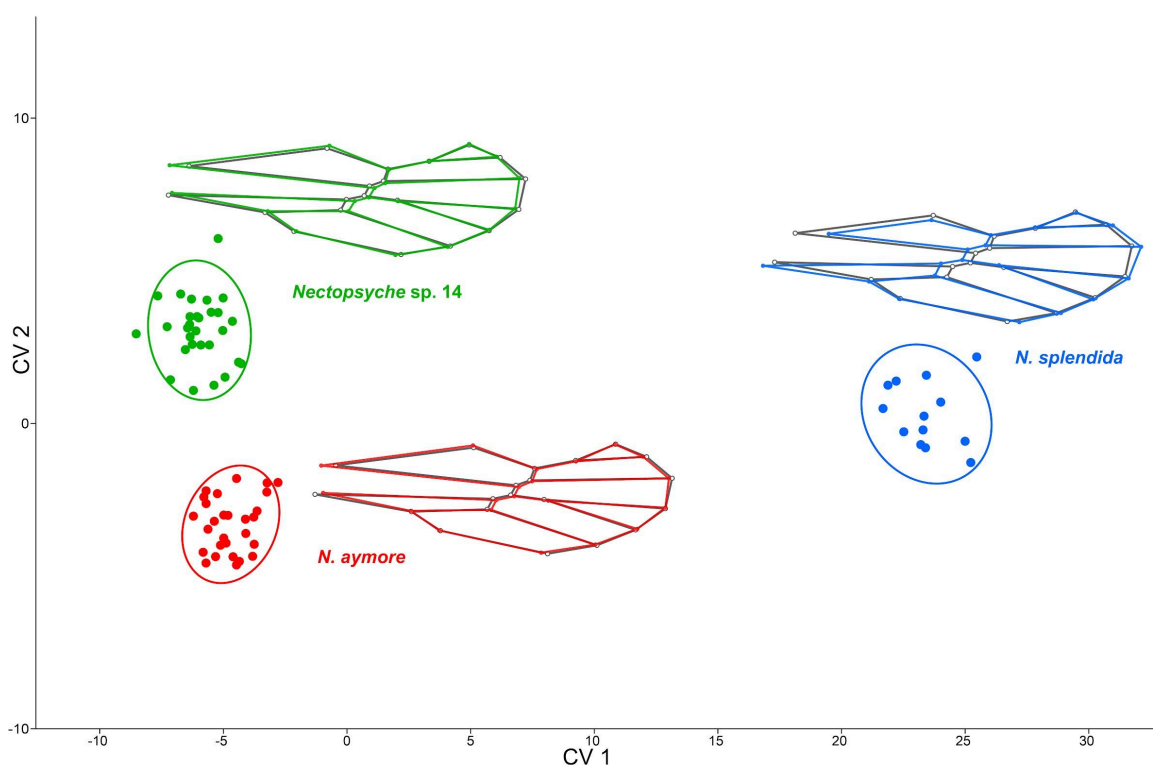 10
Nectopsyche sp. 14
N. splendida
CV 2
0
N. aymore
-10
-10 -5 0 5 10 15 20 25 30
CV 1